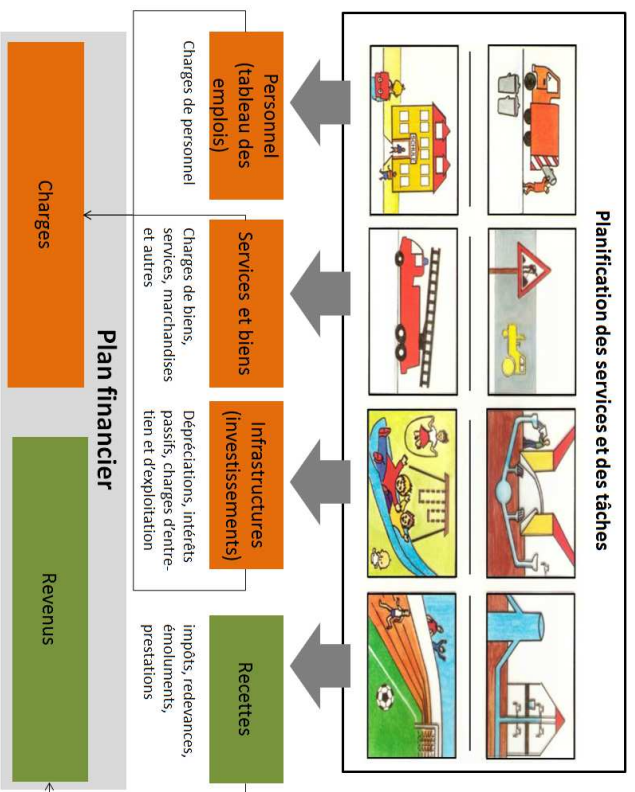 Planification des services et des tâches
Personnel
(tableau des
emplois)
Charges de personnel
Services et biens
Charges de biens,
services, marchandises
et autres
Infrastructures
(investissements)
Dépréciations, intérêts
passifs, charges d'entre-
tien et d'exploitation
Recettes
impôts, redevances,
émoluments,
prestations
Plan financier
Charges
Revenus